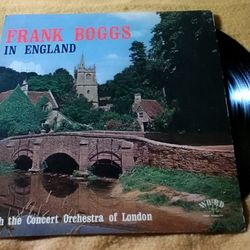 FRANK BOGGS
IN ENGLAND
WORD
h the Concert Orchestra of London